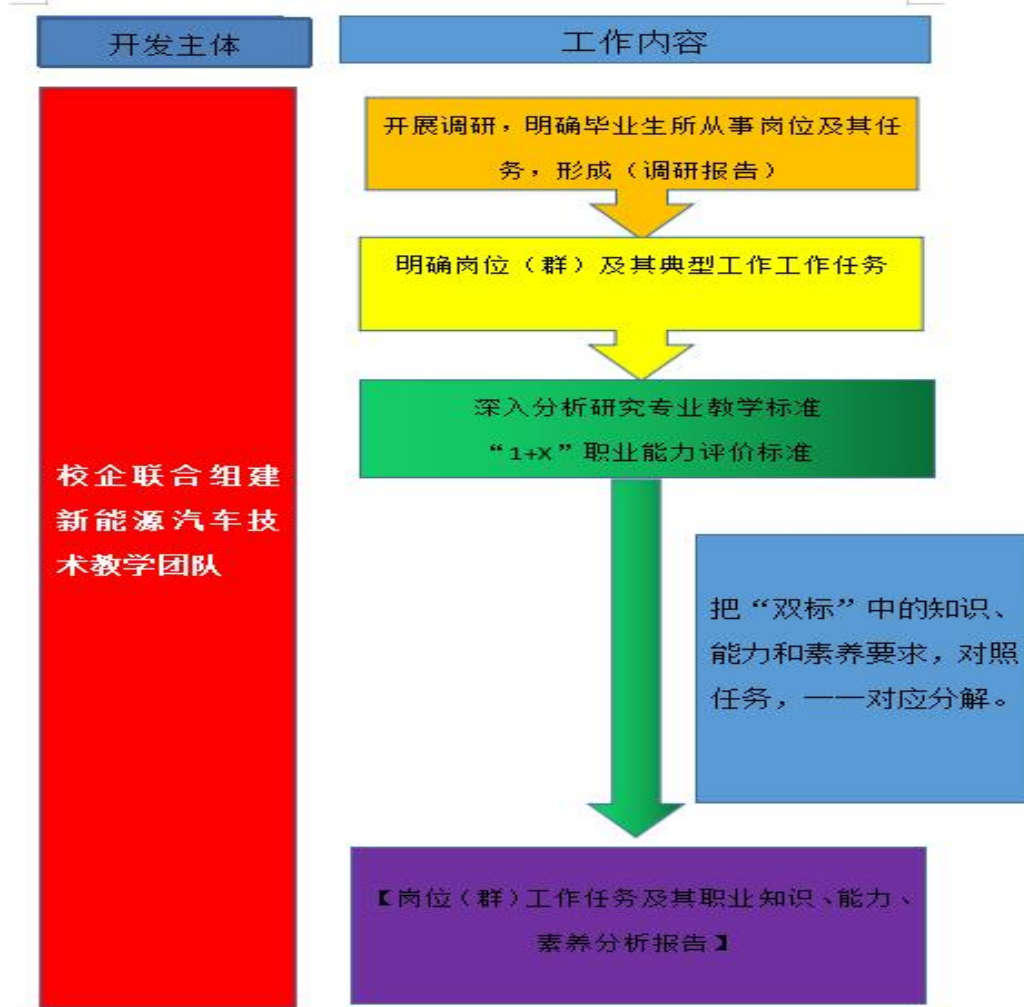 开发主体
工作内容
校企联合组建
新能源汽车技
术教学团队
开展调研，明确毕业生所从事岗位及其任
务，形成（调研报告）
明确岗位（群）及其典型工作工作任务
深入分析研究专业教学标准
“1+X”职业能力评价标准
把“双标”中的知识、
能力和素养要求，对照
任务，一一对应分解。
【岗位（群）工作任务及其职业知识、能力、
素养分析报告】